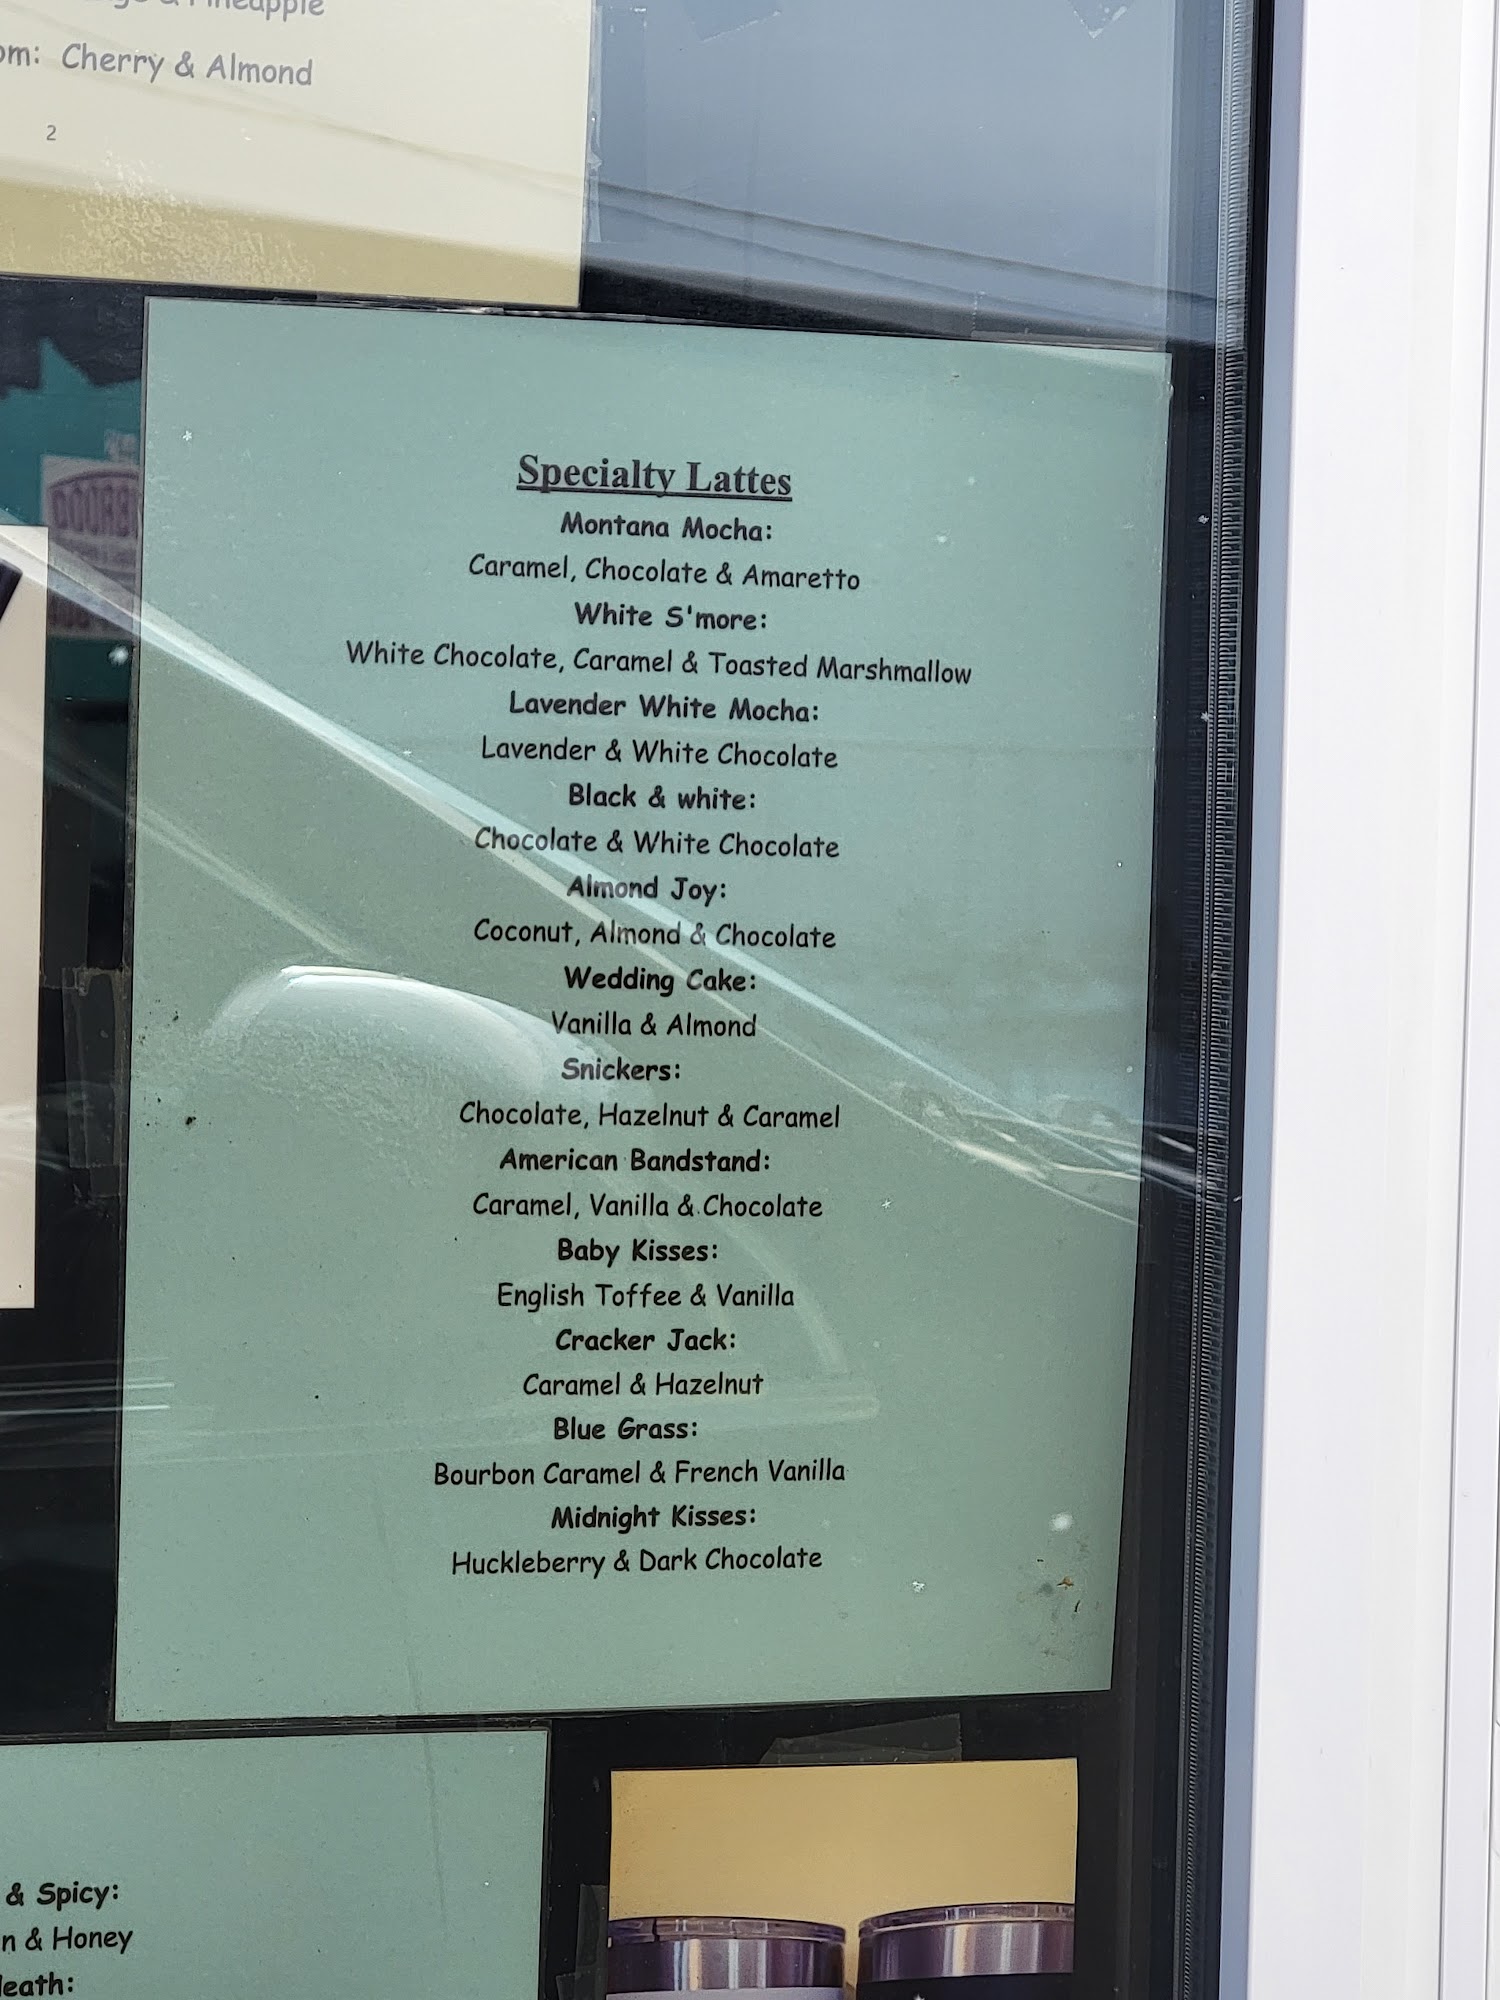 & Pineapple
om: Cherry & Almond
2
Specialty Lattes
Montana Mocha:
Caramel, Chocolate & Amaretto
White S'more:
White Chocolate, Caramel & Toasted Marshmallow
Lavender White Mocha:
Lavender & White Chocolate
Black & white:
Chocolate & White Chocolate
Almond Joy:
Coconut, Almond & Chocolate
Wedding Cake:
Vanilla & Almond
Snickers:
Chocolate, Hazelnut & Caramel
American Bandstand:
Caramel, Vanilla & Chocolate
Baby Kisses:
English Toffee & Vanilla
Cracker Jack:
Caramel & Hazelnut
Blue Grass:
Bourbon Caramel & French Vanilla
Midnight Kisses:
Huckleberry & Dark Chocolate
& Spicy:
n & Honey
eath: